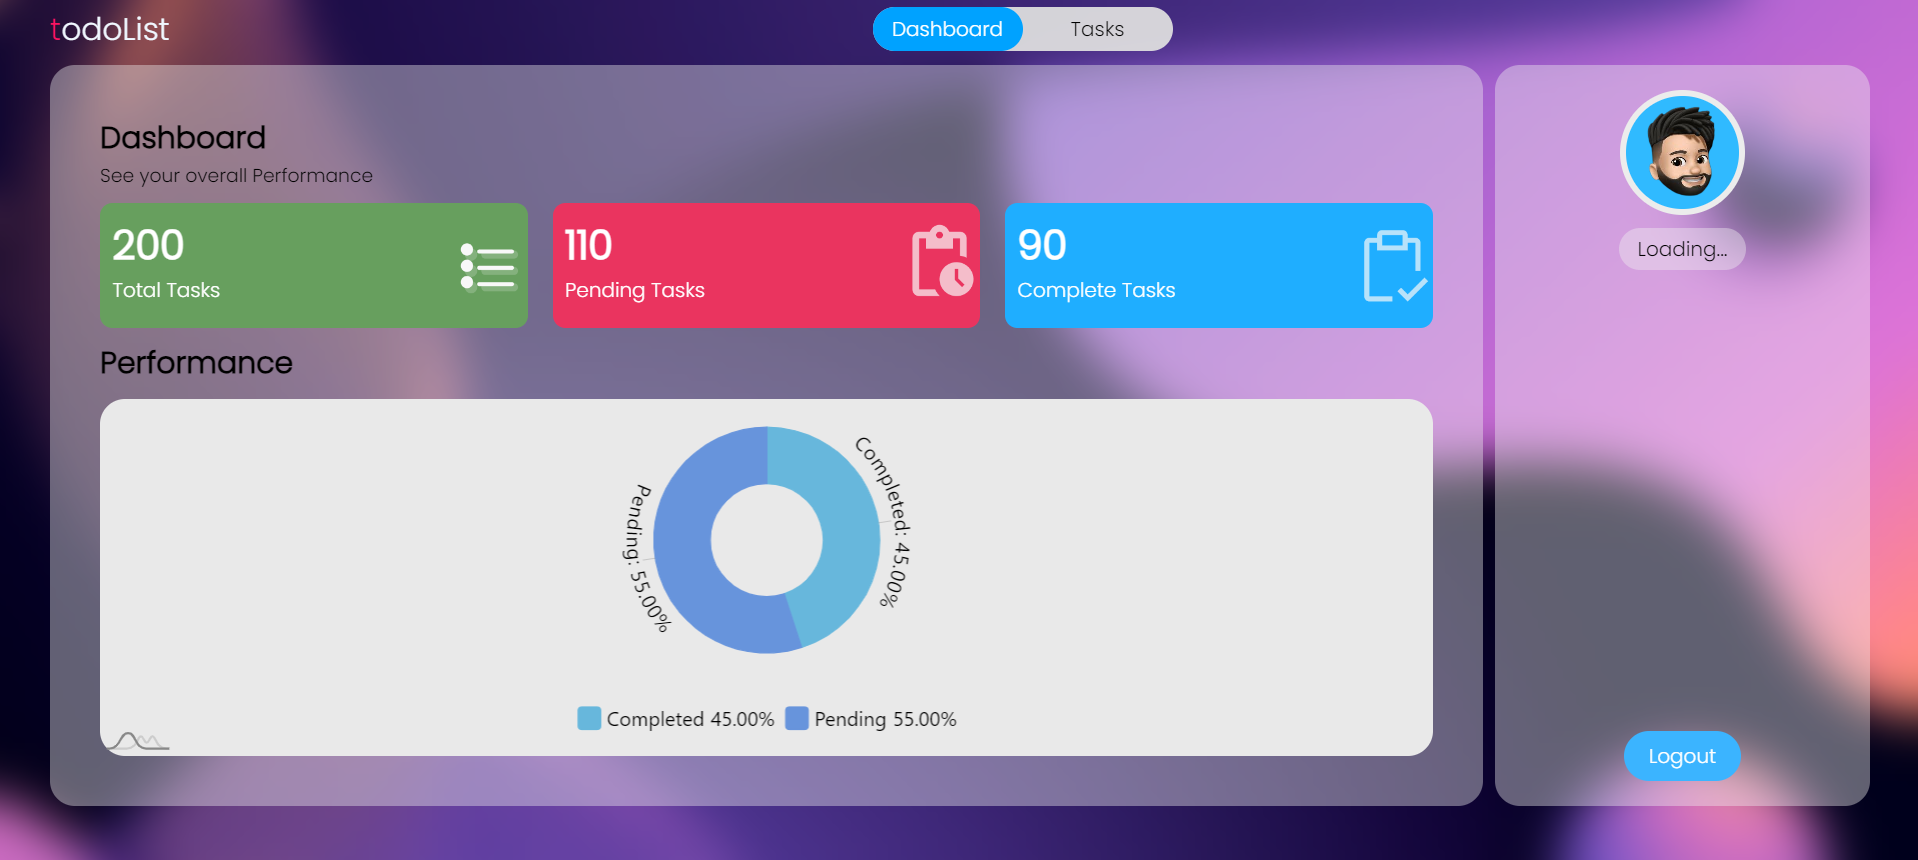 todoList
Dashboard
Tasks
Dashboard
See your overall Performance
200
Total Tasks
110
Pending Tasks
90
Complete Tasks
Performance
Completed: 45.00%
Pending: 55.00%
Completed 45.00%
Pending 55.00%
Loading...
Logout